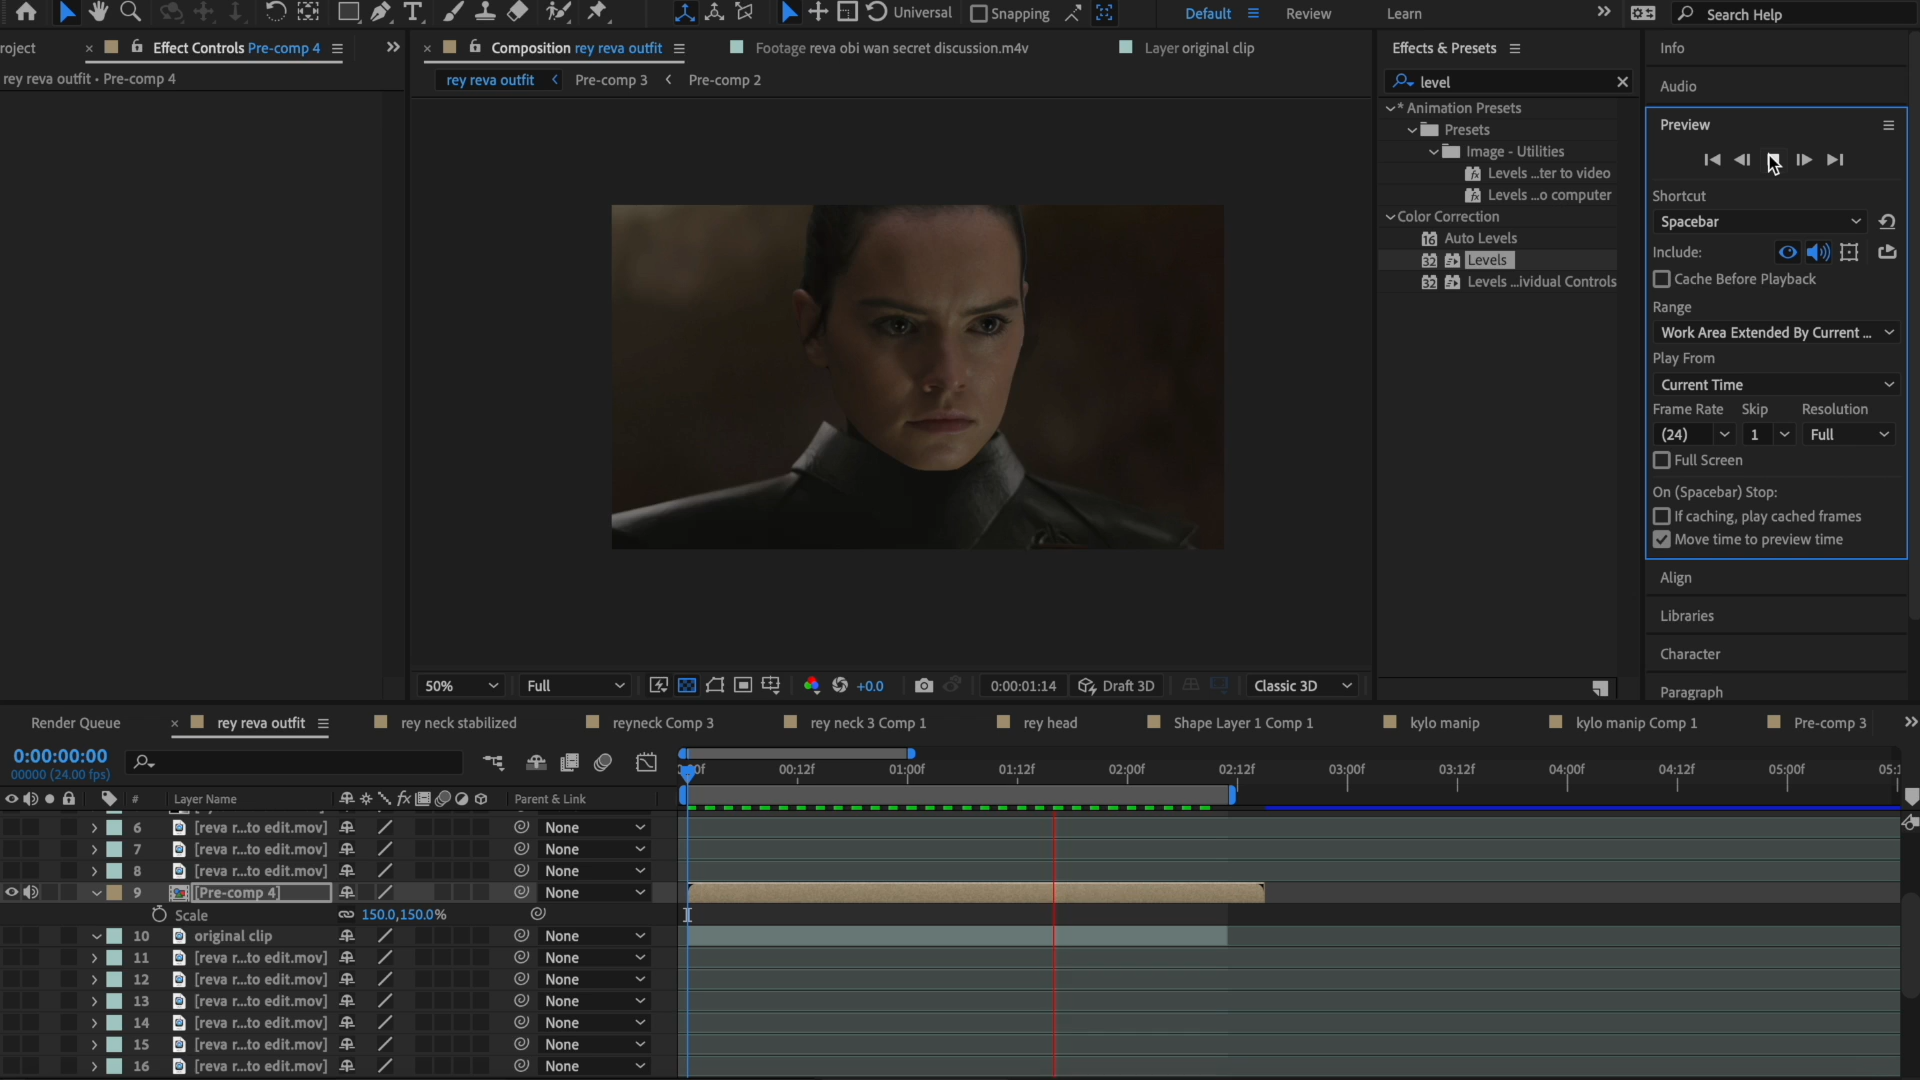 Universal
Snapping
Default
Review
Learn
Search Help
roject
Effect Controls Pre-comp 4
rey reva outfit • Pre-comp 4
Composition rey reva outfit
Footage reva obi wan secret discussion.m4v
Layer original clip
rey reva outfit
Pre-comp 3
Pre-comp 2
Effects & Presets
level
* Animation Presets
Presets
Image - Utilities
Levels ...ter to video
Levels ...o computer
Color Correction
16 Auto Levels
32 Levels
32 Levels ...ividual Controls
Info
Audio
Preview
Shortcut
Spacebar
Include:
Cache Before Playback
Range
Work Area Extended By Current ...
Play From
Current Time
Frame Rate Skip Resolution
(24) 1 Full
Full Screen
On (Spacebar) Stop:
If caching, play cached frames
Move time to preview time
Align
Libraries
Character
Paragraph
50% Full +0.0 0:00:01:14 Draft 3D Classic 3D
Render Queue
rey reva outfit
rey neck stabilized
reyneck Comp 3
rey neck 3 Comp 1
rey head
Shape Layer 1 Comp 1
kylo manip
kylo manip Comp 1
Pre-comp 3
0:00:00:00
00000 (24.00 fps)
00:12f 01:00f 01:12f 02:00f 02:12f 03:00f 03:12f 04:00f 04:12f 05:00f
# Layer Name Parent & Link
6 [reva r...to edit.mov] None
7 [reva r...to edit.mov] None
8 [reva r...to edit.mov] None
9 [Pre-comp 4] None
Scale 150.0,150.0%
10 original clip None
11 [reva r...to edit.mov] None
12 [reva r...to edit.mov] None
13 [reva r...to edit.mov] None
14 [reva r...to edit.mov] None
15 [reva r...to edit.mov] None
16 [reva r...to edit.mov] None